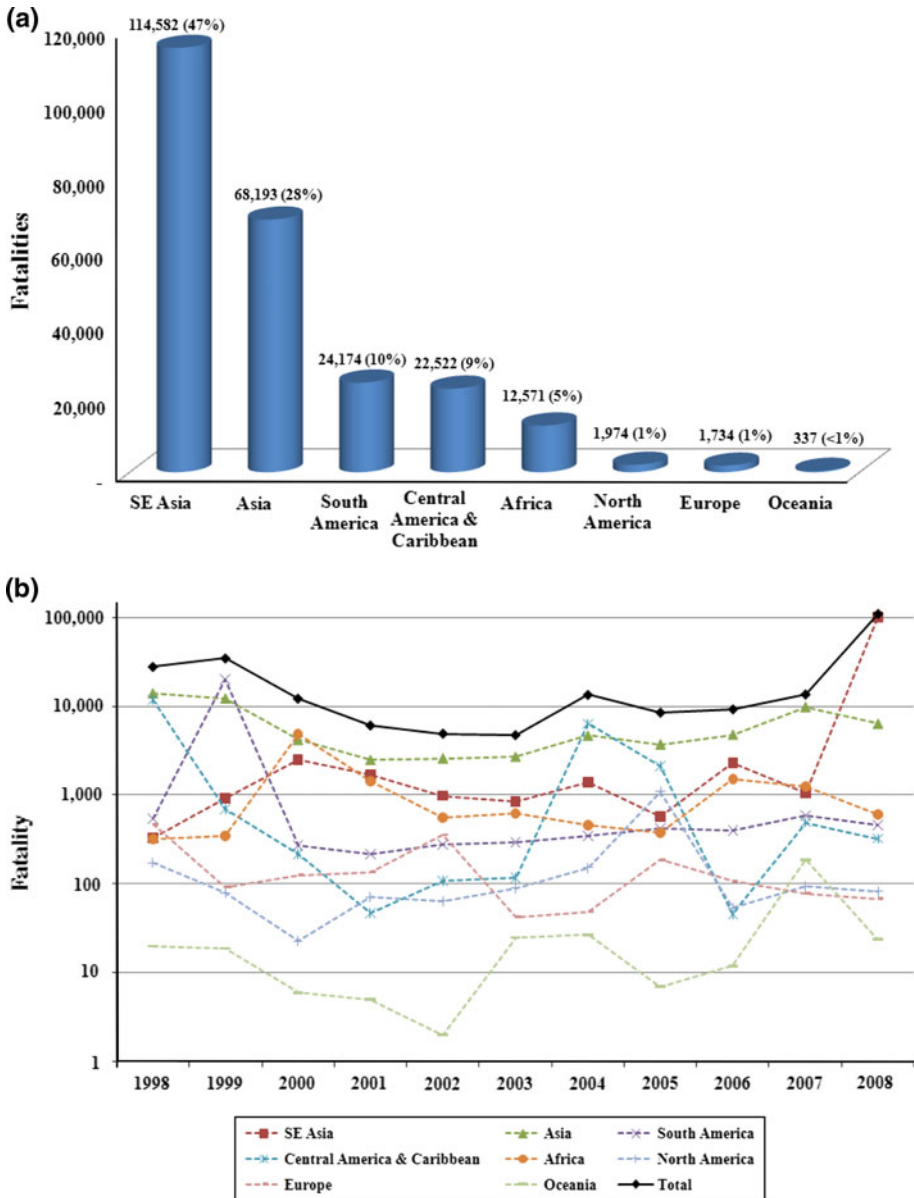 (a)
114,582 (47%)
120,000
100,000
80,000
60,000
40,000
20,000
-
Fatalities
68,193 (28%)
24,174 (10%)
22,522 (9%)
12,571 (5%)
1,974 (1%)
1,734 (1%)
337 (<1%)
SE Asia
Asia
South
America
Central
America &
Caribbean
Africa
North
America
Europe
Oceania
(b)
100,000
10,000
1,000
100
10
1
Fatality
1998 1999 2000 2001 2002 2003 2004 2005 2006 2007 2008
SE Asia Asia South America
Central America & Caribbean Africa North America
Europe Oceania Total